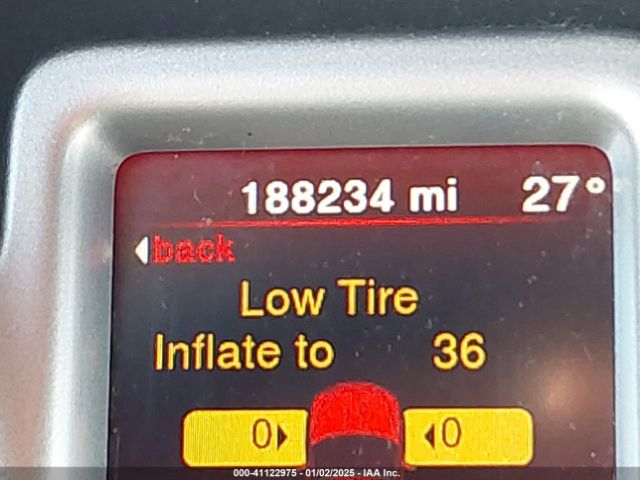 188234 mi 27°
back
Low Tire
Inflate to 36
0 0
000-41122975 - 01/02/2025 - IAA Inc.